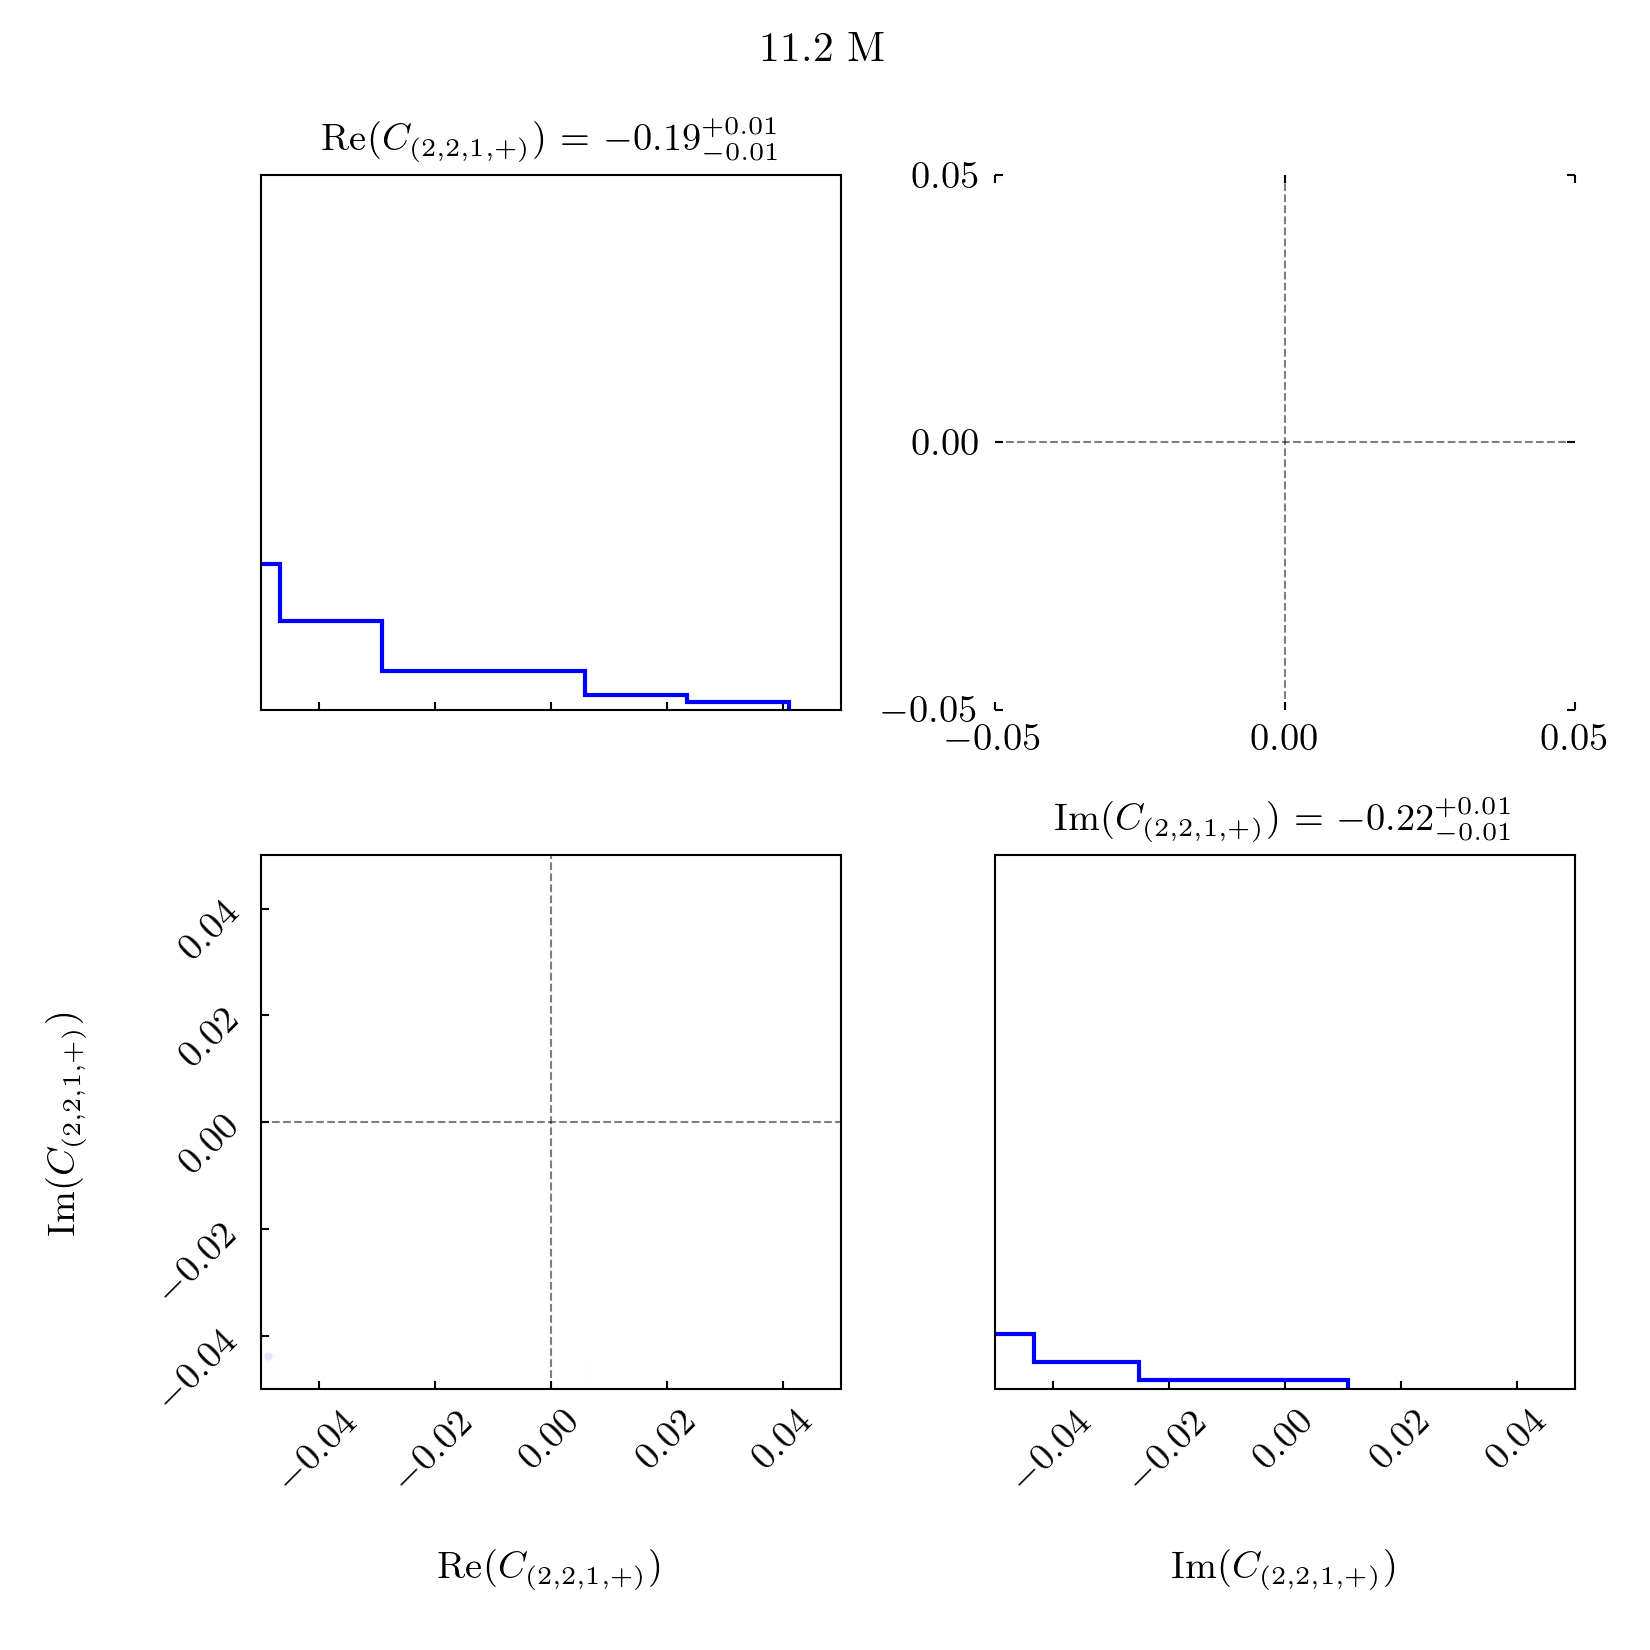 11.2 M
Re(C₍₂,₂,₁,₊₎) = −0.19⁺⁰·⁰¹₋₀.₀₁
0.05
0.00
−0.05
−0.05 0.00 0.05
Im(C₍₂,₂,₁,₊₎) = −0.22⁺⁰·⁰¹₋₀.₀₁
Im(C₍₂,₂,₁,₊₎)
0.04
0.02
0.00
−0.02
−0.04
−0.04 −0.02 0.00 0.02 0.04
−0.04 −0.02 0.00 0.02 0.04
Re(C₍₂,₂,₁,₊₎)
Im(C₍₂,₂,₁,₊₎)